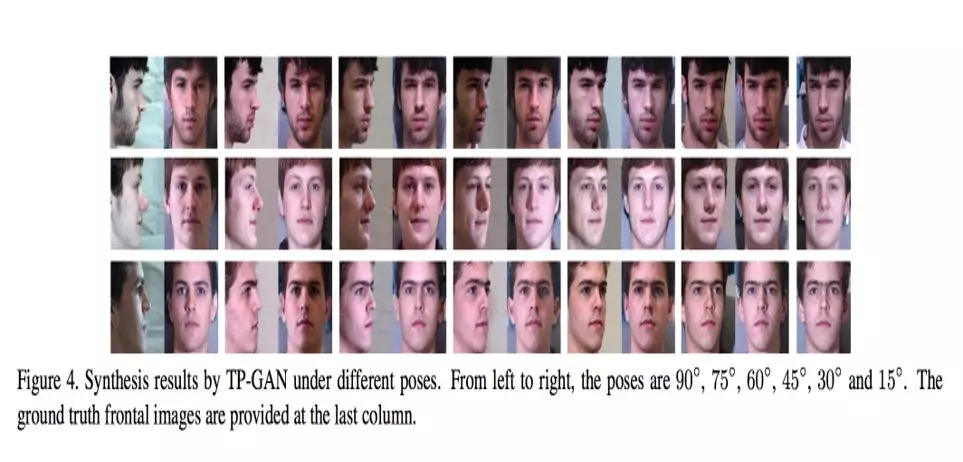 Figure 4. Synthesis results by TP-GAN under different poses. From left to right, the poses are 90°, 75°, 60°, 45°, 30° and 15°. The
ground truth frontal images are provided at the last column.